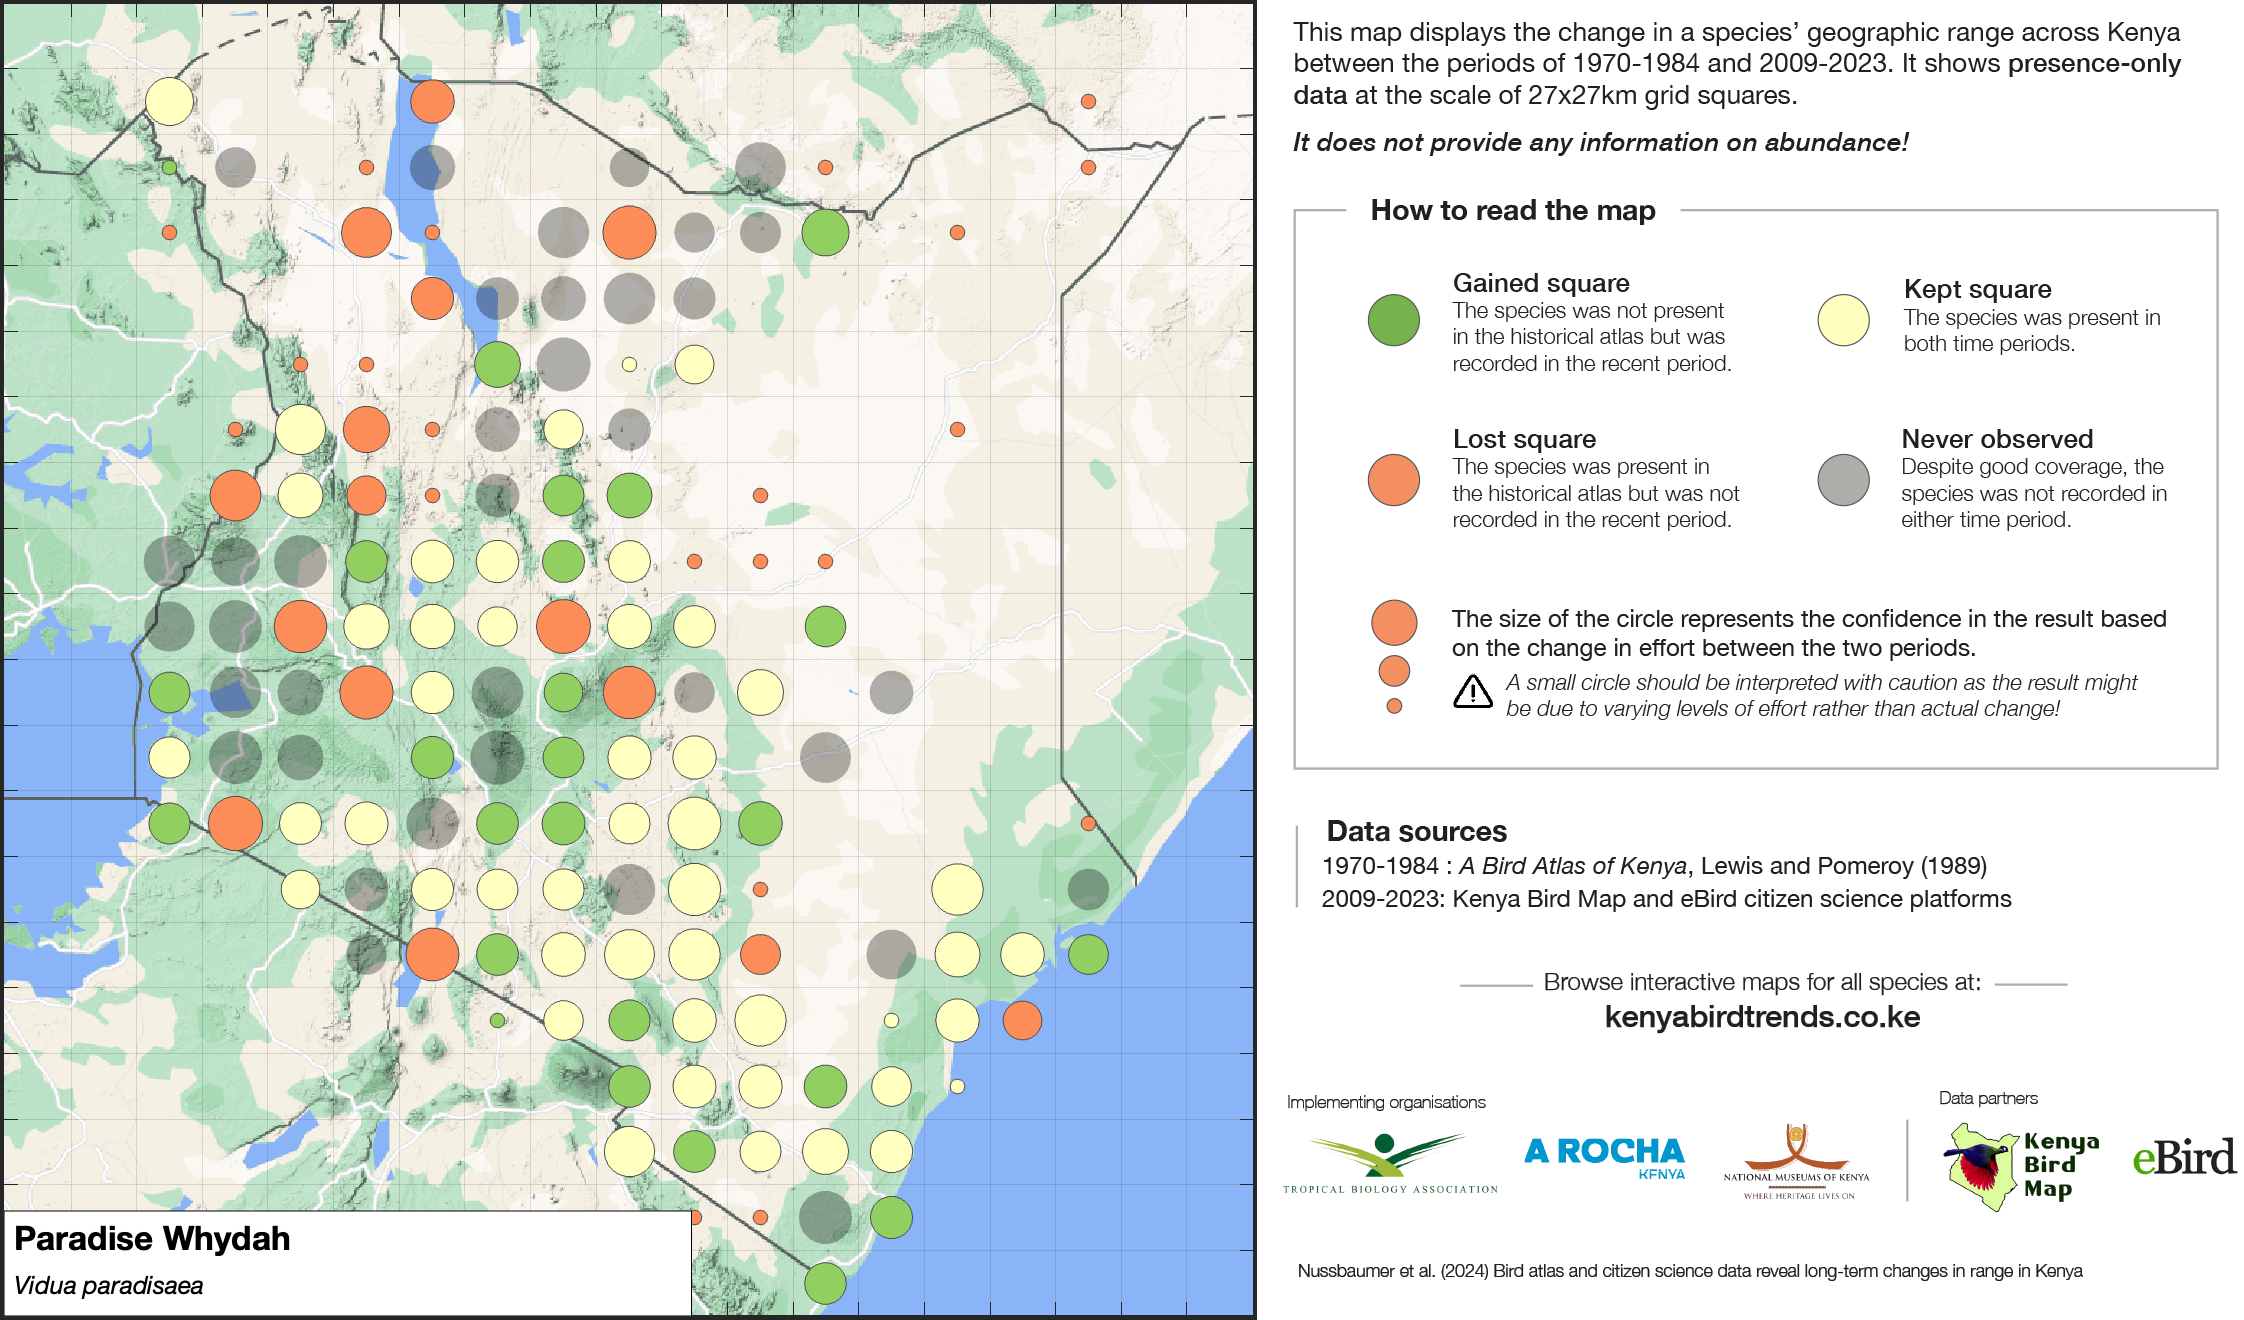 This map displays the change in a species’ geographic range across Kenya
between the periods of 1970-1984 and 2009-2023. It shows presence-only
data at the scale of 27x27km grid squares.
It does not provide any information on abundance!
How to read the map
Gained square
The species was not present
in the historical atlas but was
recorded in the recent period.
Kept square
The species was present in
both time periods.
Lost square
The species was present in
the historical atlas but was not
recorded in the recent period.
Never observed
Despite good coverage, the
species was not recorded in
either time period.
The size of the circle represents the confidence in the result based
on the change in effort between the two periods.
A small circle should be interpreted with caution as the result might
be due to varying levels of effort rather than actual change!
Data sources
1970-1984 : A Bird Atlas of Kenya, Lewis and Pomeroy (1989)
2009-2023: Kenya Bird Map and eBird citizen science platforms
Browse interactive maps for all species at:
kenyabirdtrends.co.ke
Implementing organisations
Data partners
TROPICAL BIOLOGY ASSOCIATION
A ROCHA
KENYA
NATIONAL MUSEUMS OF KENYA
WHERE HERITAGE LIVES ON
Kenya
Bird
Map
eBird
Paradise Whydah
Vidua paradisaea
Nussbaumer et al. (2024) Bird atlas and citizen science data reveal long-term changes in range in Kenya